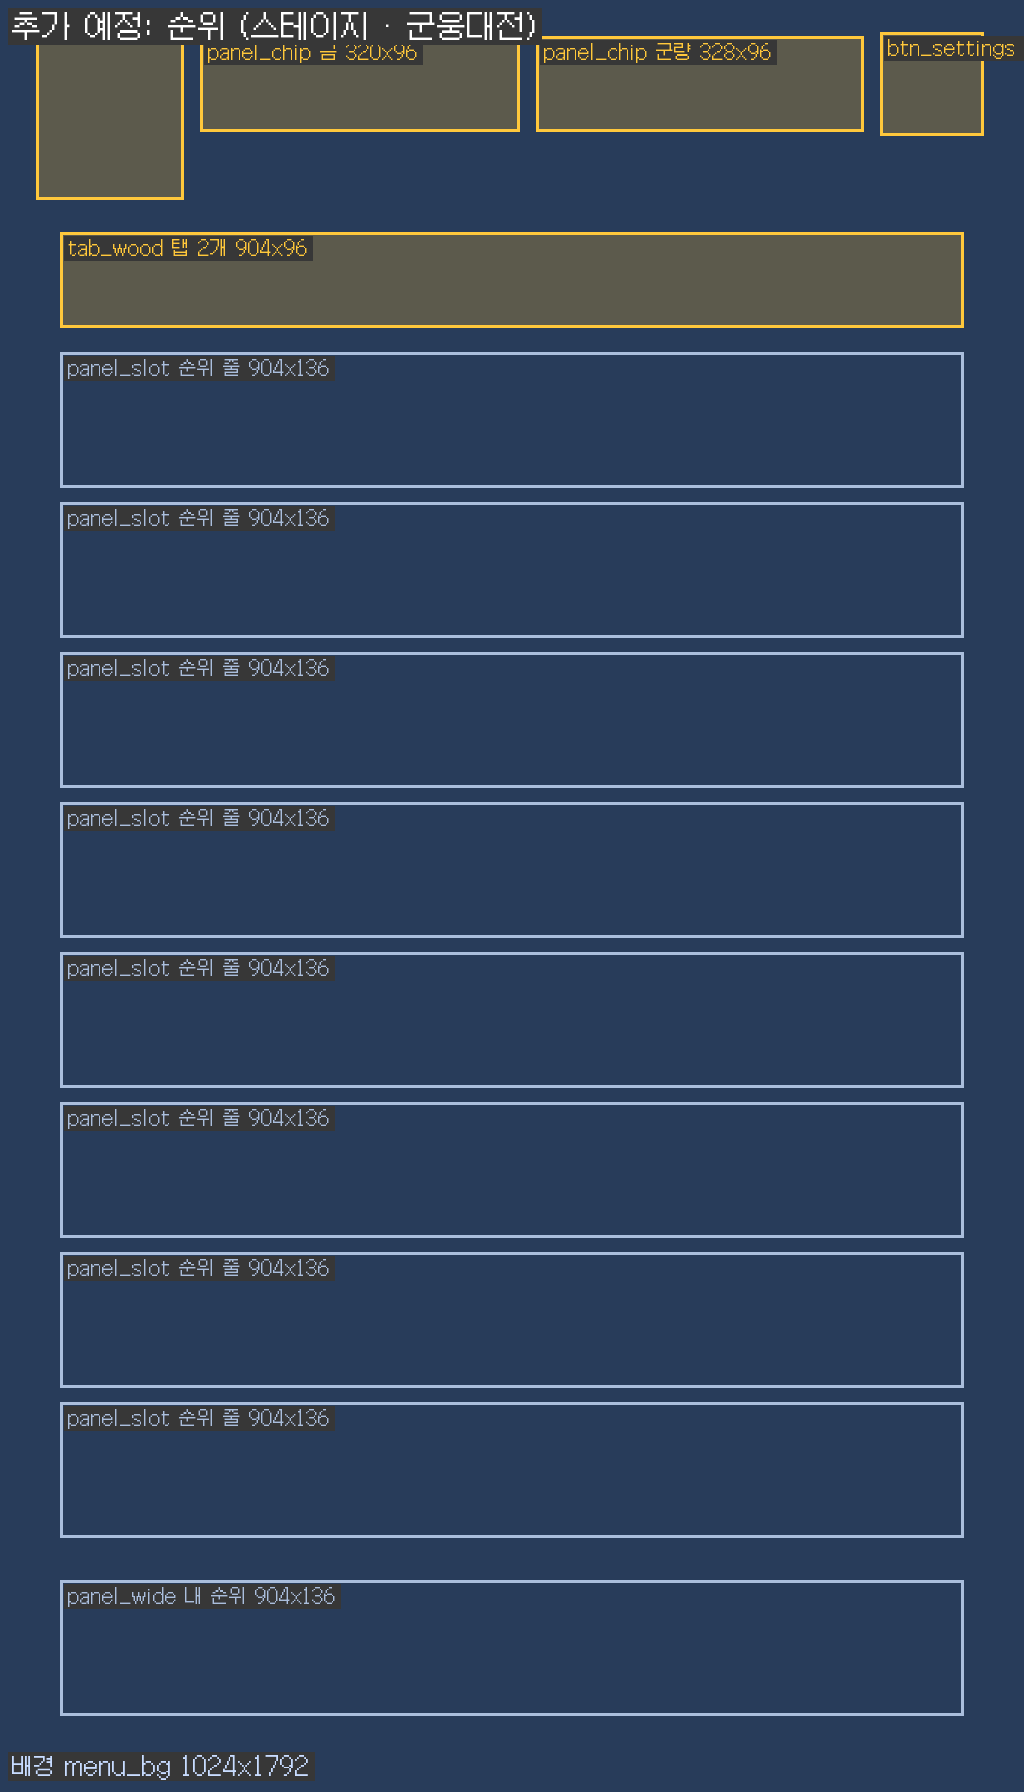 추가 예정: 순위 (스테이지 · 군웅대전)
panel_chip 금 320x96
panel_chip 군량 328x96
btn_settings
tab_wood 탭 2개 904x96
panel_slot 순위 줄 904x136
panel_slot 순위 줄 904x136
panel_slot 순위 줄 904x136
panel_slot 순위 줄 904x136
panel_slot 순위 줄 904x136
panel_slot 순위 줄 904x136
panel_slot 순위 줄 904x136
panel_slot 순위 줄 904x136
panel_wide 내 순위 904x136
배경 menu_bg 1024x1792